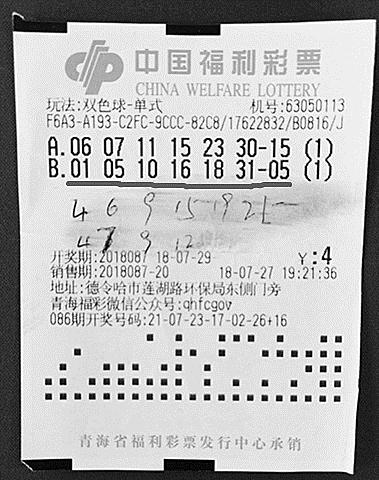 中国福利彩票
CHINA WELFARE LOTTERY
玩法:双色球-单式 机号:63050113
F6A3-A193-C2FC-9CCC-82C8/17622832/B0816/J
A.06 07 11 15 23 30-15 (1)
B.01 05 10 16 18 31-05 (1)
4 6 9 15 19 25
47 9 12
开奖期:2018087 18-07-29 ¥:4
销售期:2018087-20 18-07-27 19:21:36
地址:德令哈市莲湖路环保局东侧门旁
青海福彩微信公众号:qhfcgov
086期开奖号码:21-07-23-17-02-26+16
青海省福利彩票发行中心承销